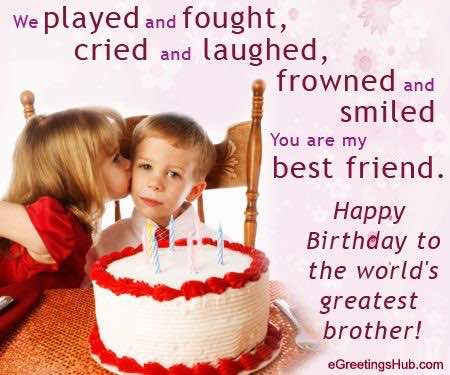 We played and fought,
cried and laughed,
frowned and
smiled
You are my
best friend.
Happy
Birthday to
the world's
greatest
brother!
eGreetingsHub.com